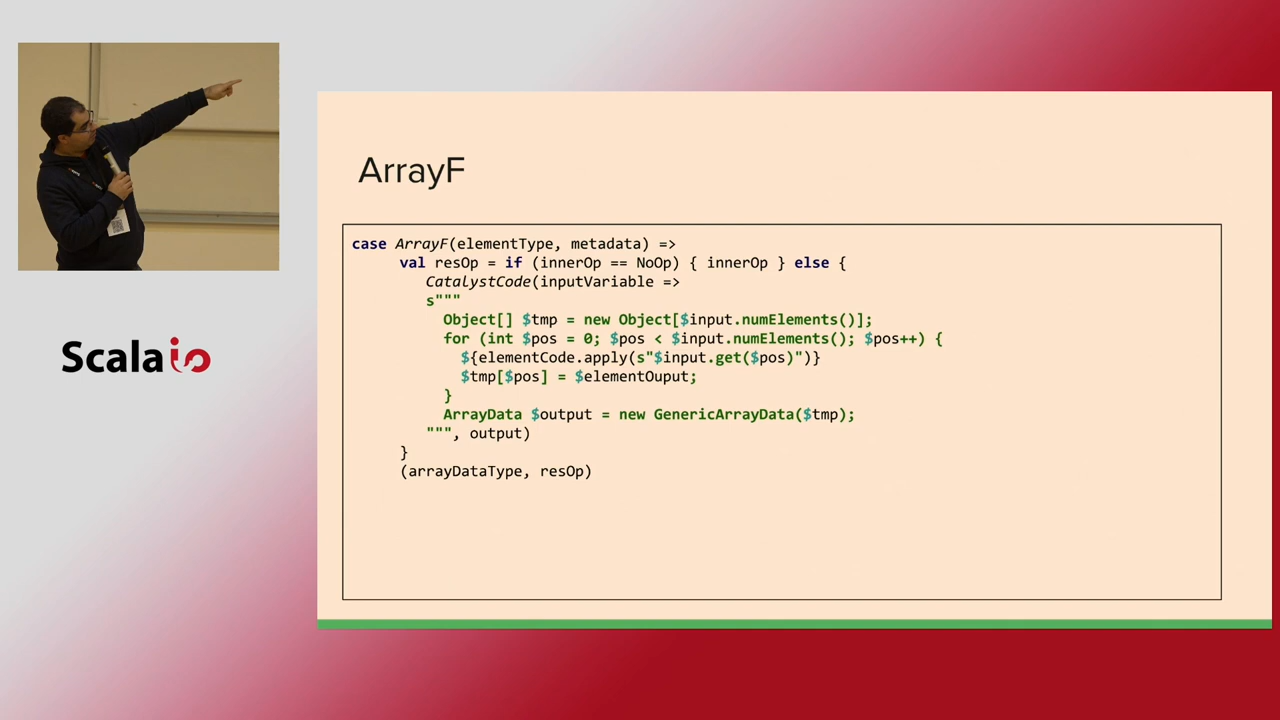 ArrayF
case ArrayF(elementType, metadata) =>
val resOp = if (innerOp == NoOp) { innerOp } else {
CatalystCode(inputVariable =>
s"""
Object[] $tmp = new Object[$input.numElements()];
for (int $pos = 0; $pos < $input.numElements(); $pos++) {
${elementCode.apply(s"$input.get($pos)")}
$tmp[$pos] = $elementOuput;
}
ArrayData $output = new GenericArrayData($tmp);
""", output)
}
(arrayDataType, resOp)
Scala io